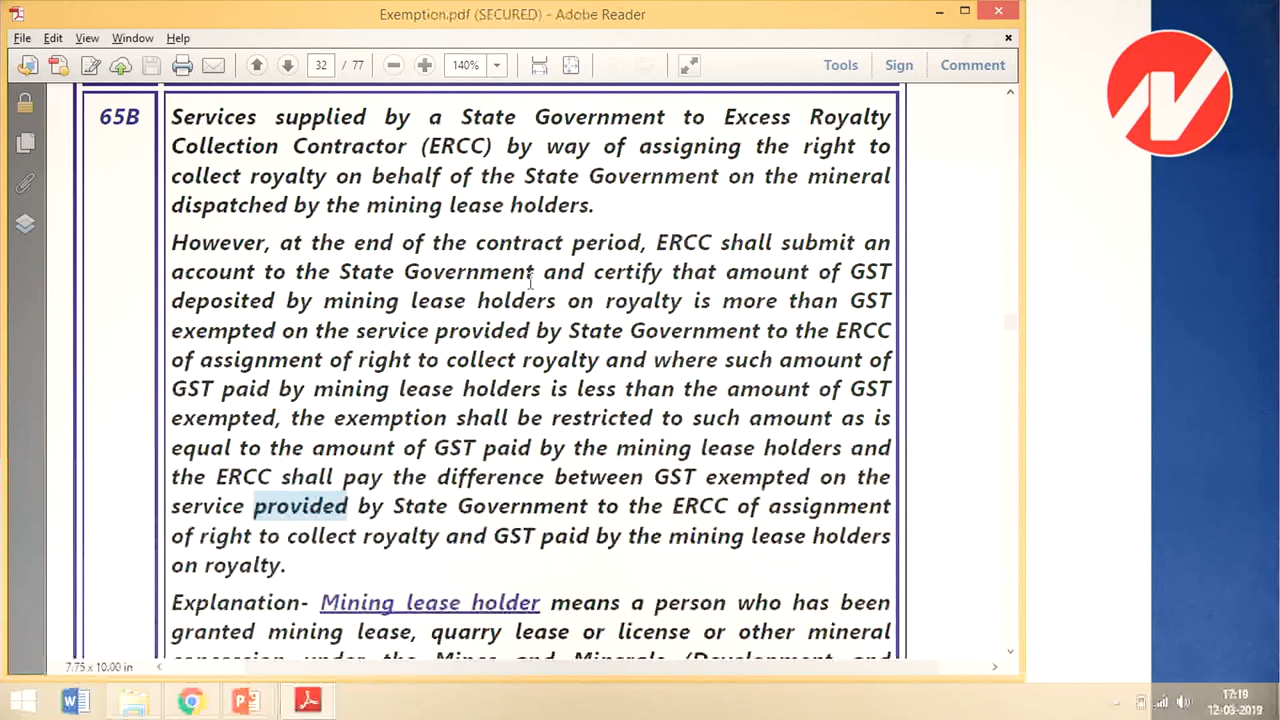 Exemption.pdf (SECURED) - Adobe Reader
File Edit View Window Help
32 / 77
140%
Tools Sign Comment
65B
Services supplied by a State Government to Excess Royalty
Collection Contractor (ERCC) by way of assigning the right to
collect royalty on behalf of the State Government on the mineral
dispatched by the mining lease holders.
However, at the end of the contract period, ERCC shall submit an
account to the State Government and certify that amount of GST
deposited by mining lease holders on royalty is more than GST
exempted on the service provided by State Government to the ERCC
of assignment of right to collect royalty and where such amount of
GST paid by mining lease holders is less than the amount of GST
exempted, the exemption shall be restricted to such amount as is
equal to the amount of GST paid by the mining lease holders and
the ERCC shall pay the difference between GST exempted on the
service provided by State Government to the ERCC of assignment
of right to collect royalty and GST paid by the mining lease holders
on royalty.
Explanation- Mining lease holder means a person who has been
granted mining lease, quarry lease or license or other mineral
concession under the Mines and Minerals (Development and
7.75 x 10.00 in
17:19
12-03-2019